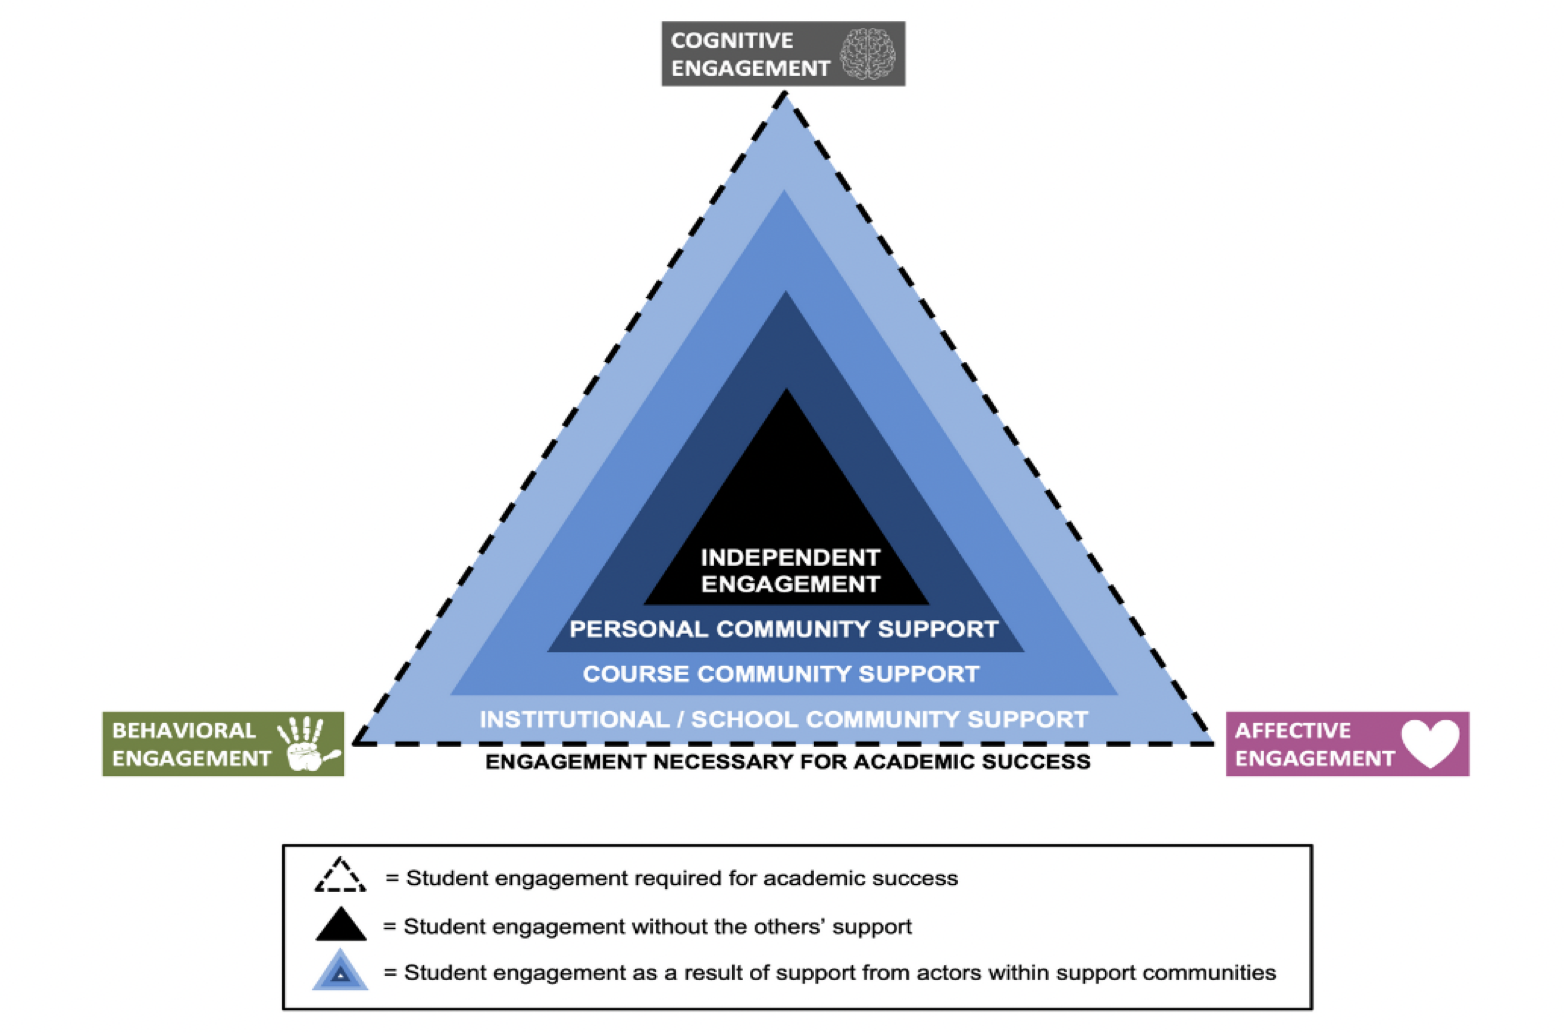 COGNITIVE
ENGAGEMENT
INDEPENDENT
ENGAGEMENT
PERSONAL COMMUNITY SUPPORT
COURSE COMMUNITY SUPPORT
INSTITUTIONAL / SCHOOL COMMUNITY SUPPORT
BEHAVIORAL
ENGAGEMENT
AFFECTIVE
ENGAGEMENT
ENGAGEMENT NECESSARY FOR ACADEMIC SUCCESS
= Student engagement required for academic success
= Student engagement without the others’ support
= Student engagement as a result of support from actors within support communities